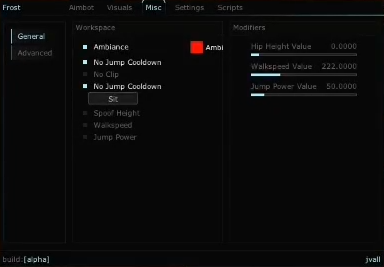 Frost Aimbot Visuals Misc Settings Scripts
General
Advanced
Workspace
Ambiance Ambi
No Jump Cooldown
No Clip
No Jump Cooldown
Sit
Spoof Height
Walkspeed
Jump Power
Modifiers
Hip Height Value 0.0000
Walkspeed Value 222.0000
Jump Power Value 50.0000
build:[alpha] jvall